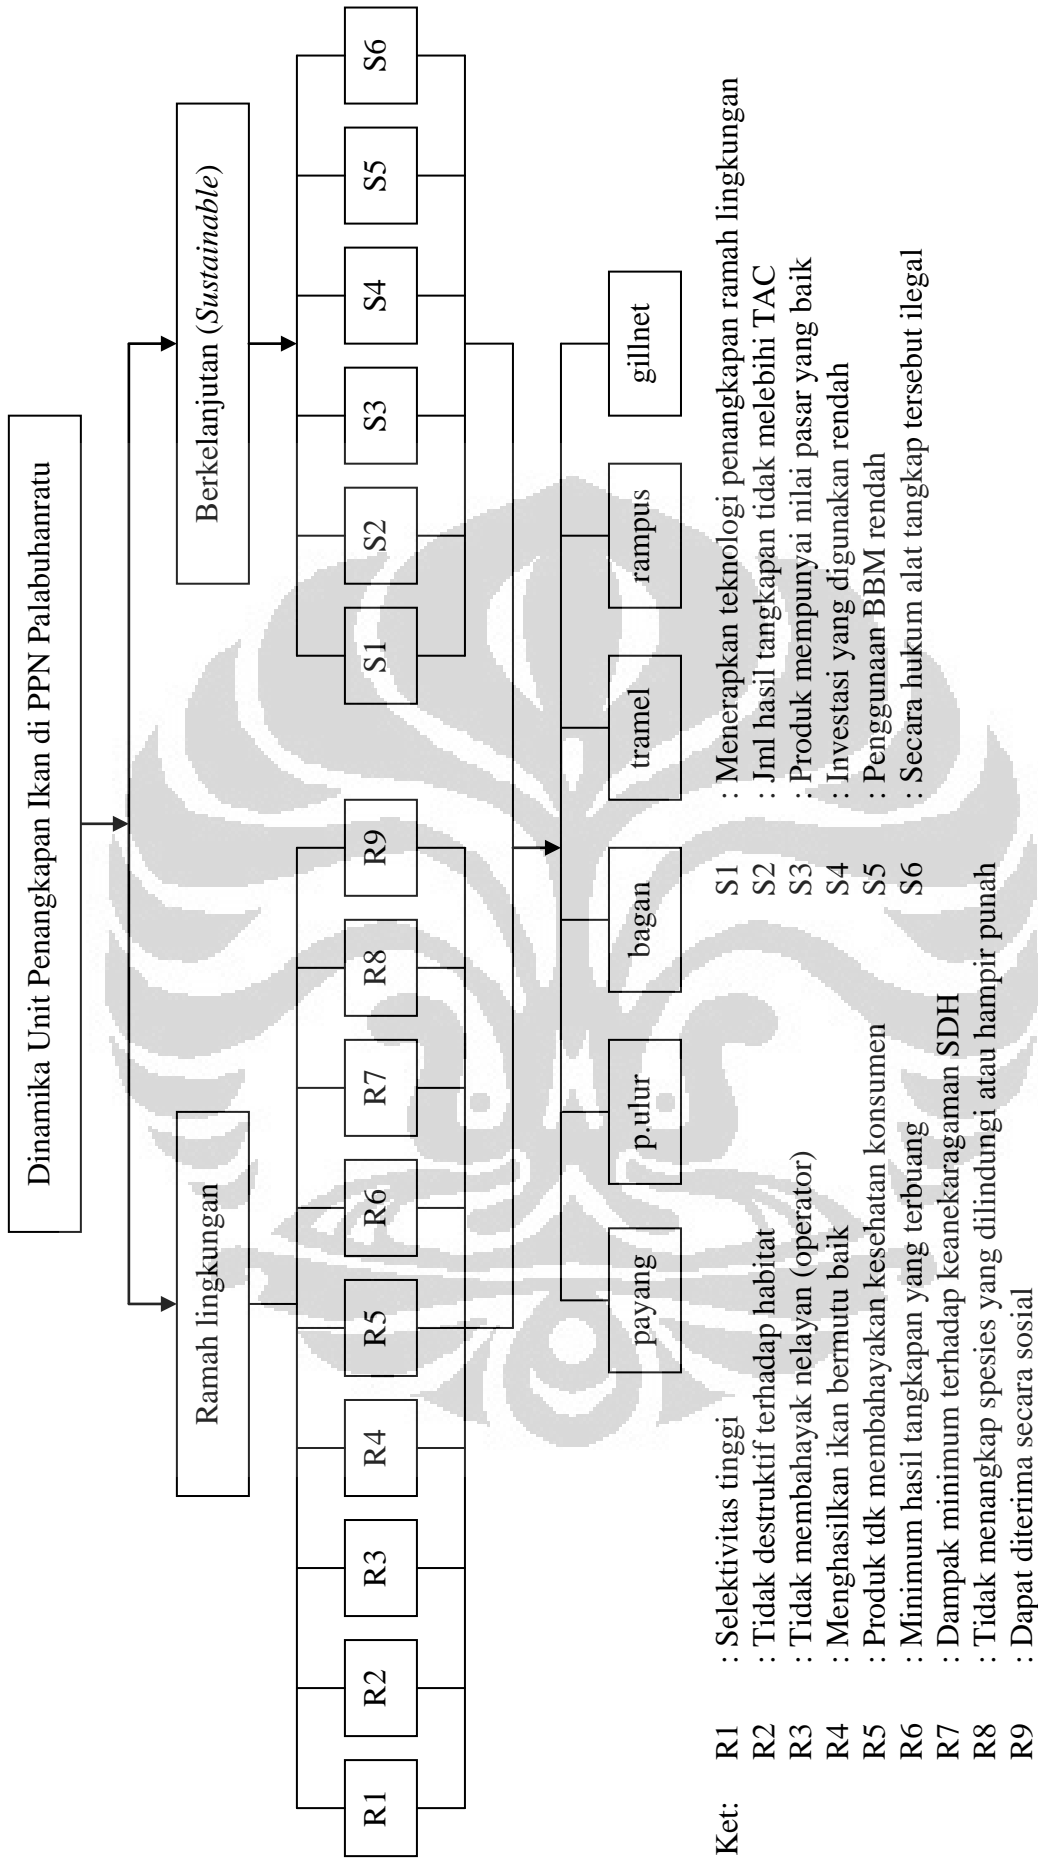 Dinamika Unit Penangkapan Ikan di PPN Palabuhanratu
Ramah lingkungan
Berkelanjutan (Sustainable)
R1
R2
R3
R4
R5
R6
R7
R8
R9
S1
S2
S3
S4
S5
S6
payang
p.ulur
bagan
tramel
rampus
gillnet
Ket:
R1 : Selektivitas tinggi
R2 : Tidak destruktif terhadap habitat
R3 : Tidak membahayak nelayan (operator)
R4 : Menghasilkan ikan bermutu baik
R5 : Produk tdk membahayakan kesehatan konsumen
R6 : Minimum hasil tangkapan yang terbuang
R7 : Dampak minimum terhadap keanekaragaman SDH
R8 : Tidak menangkap spesies yang dilindungi atau hampir punah
R9 : Dapat diterima secara sosial
S1 : Menerapkan teknologi penangkapan ramah lingkungan
S2 : Jml hasil tangkapan tidak melebihi TAC
S3 : Produk mempunyai nilai pasar yang baik
S4 : Investasi yang digunakan rendah
S5 : Penggunaan BBM rendah
S6 : Secara hukum alat tangkap tersebut ilegal